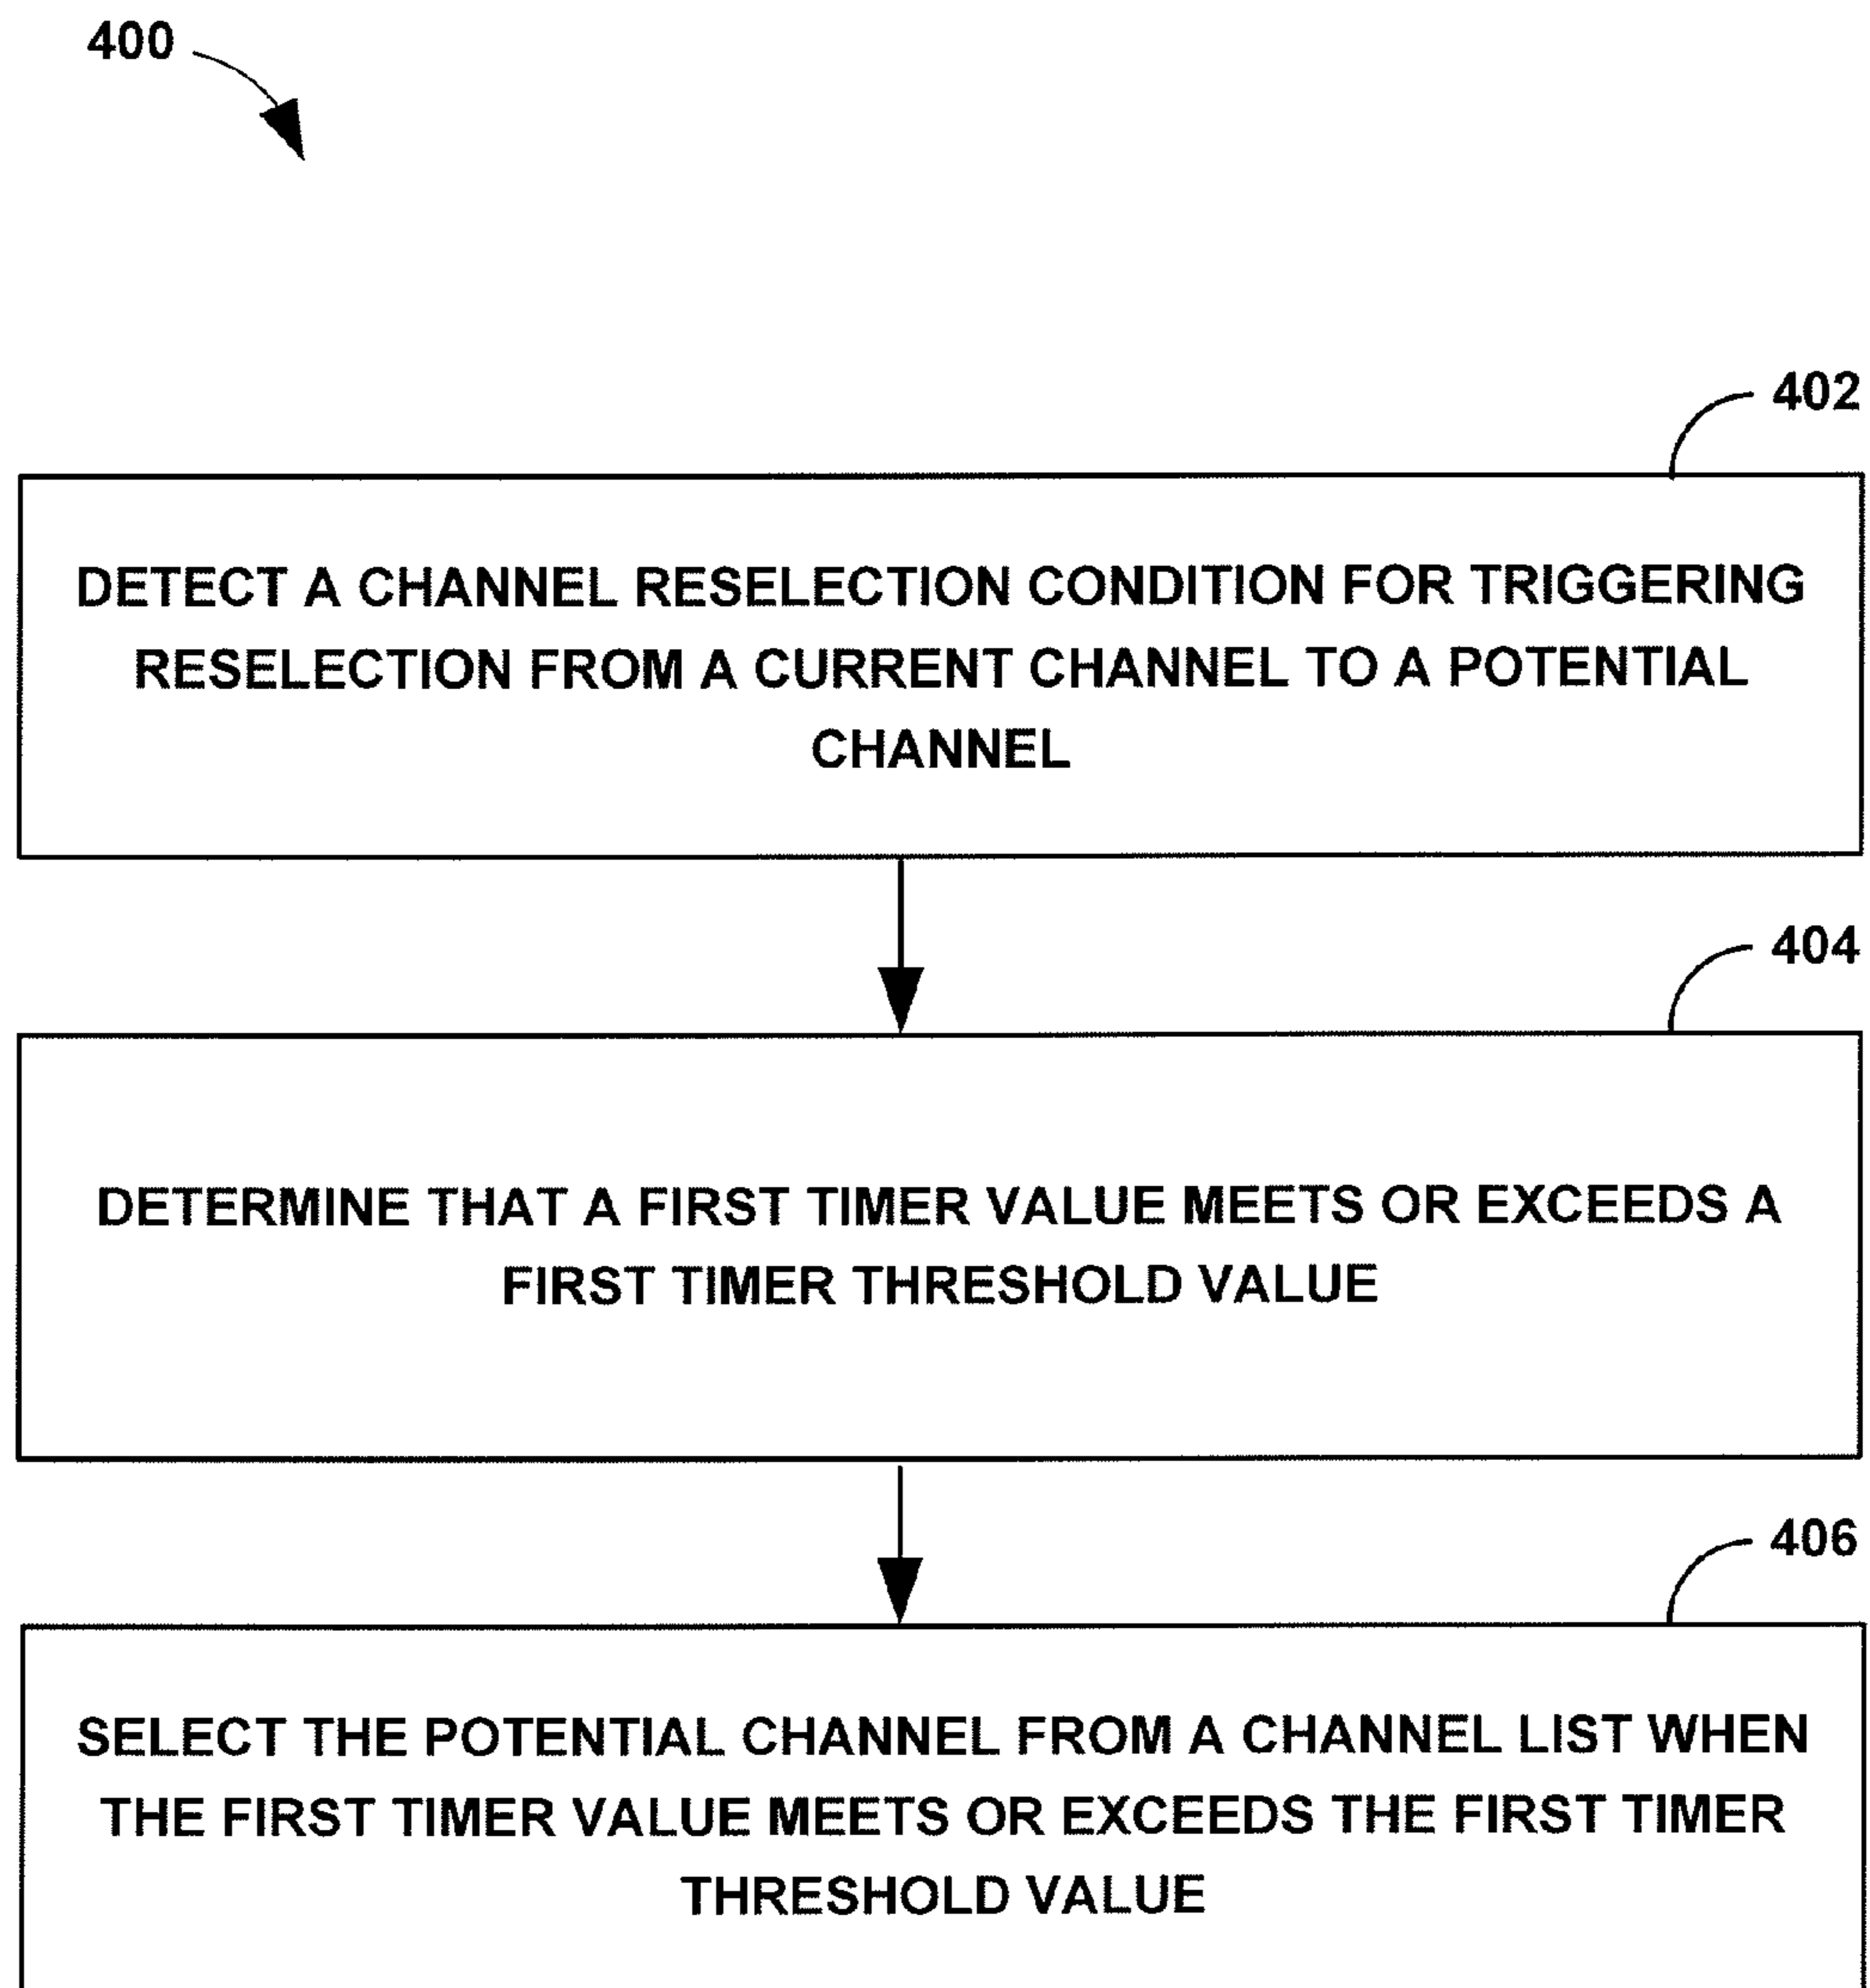 400
402
DETECT A CHANNEL RESELECTION CONDITION FOR TRIGGERING
RESELECTION FROM A CURRENT CHANNEL TO A POTENTIAL
CHANNEL
404
DETERMINE THAT A FIRST TIMER VALUE MEETS OR EXCEEDS A
FIRST TIMER THRESHOLD VALUE
406
SELECT THE POTENTIAL CHANNEL FROM A CHANNEL LIST WHEN
THE FIRST TIMER VALUE MEETS OR EXCEEDS THE FIRST TIMER
THRESHOLD VALUE